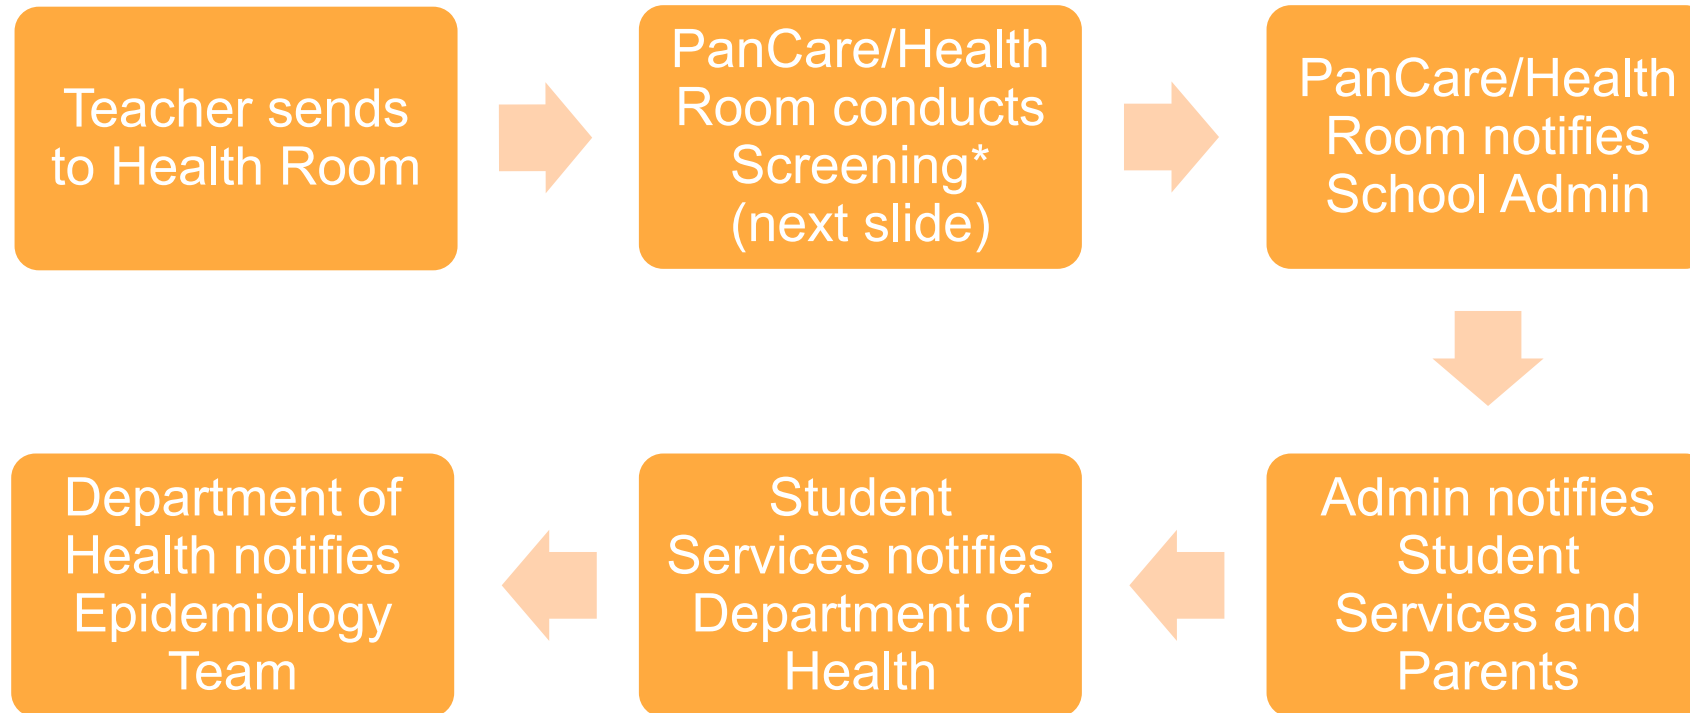 Teacher sends
to Health Room
PanCare/Health
Room conducts
Screening*
(next slide)
PanCare/Health
Room notifies
School Admin
Admin notifies
Student
Services and
Parents
Student
Services notifies
Department of
Health
Department of
Health notifies
Epidemiology
Team